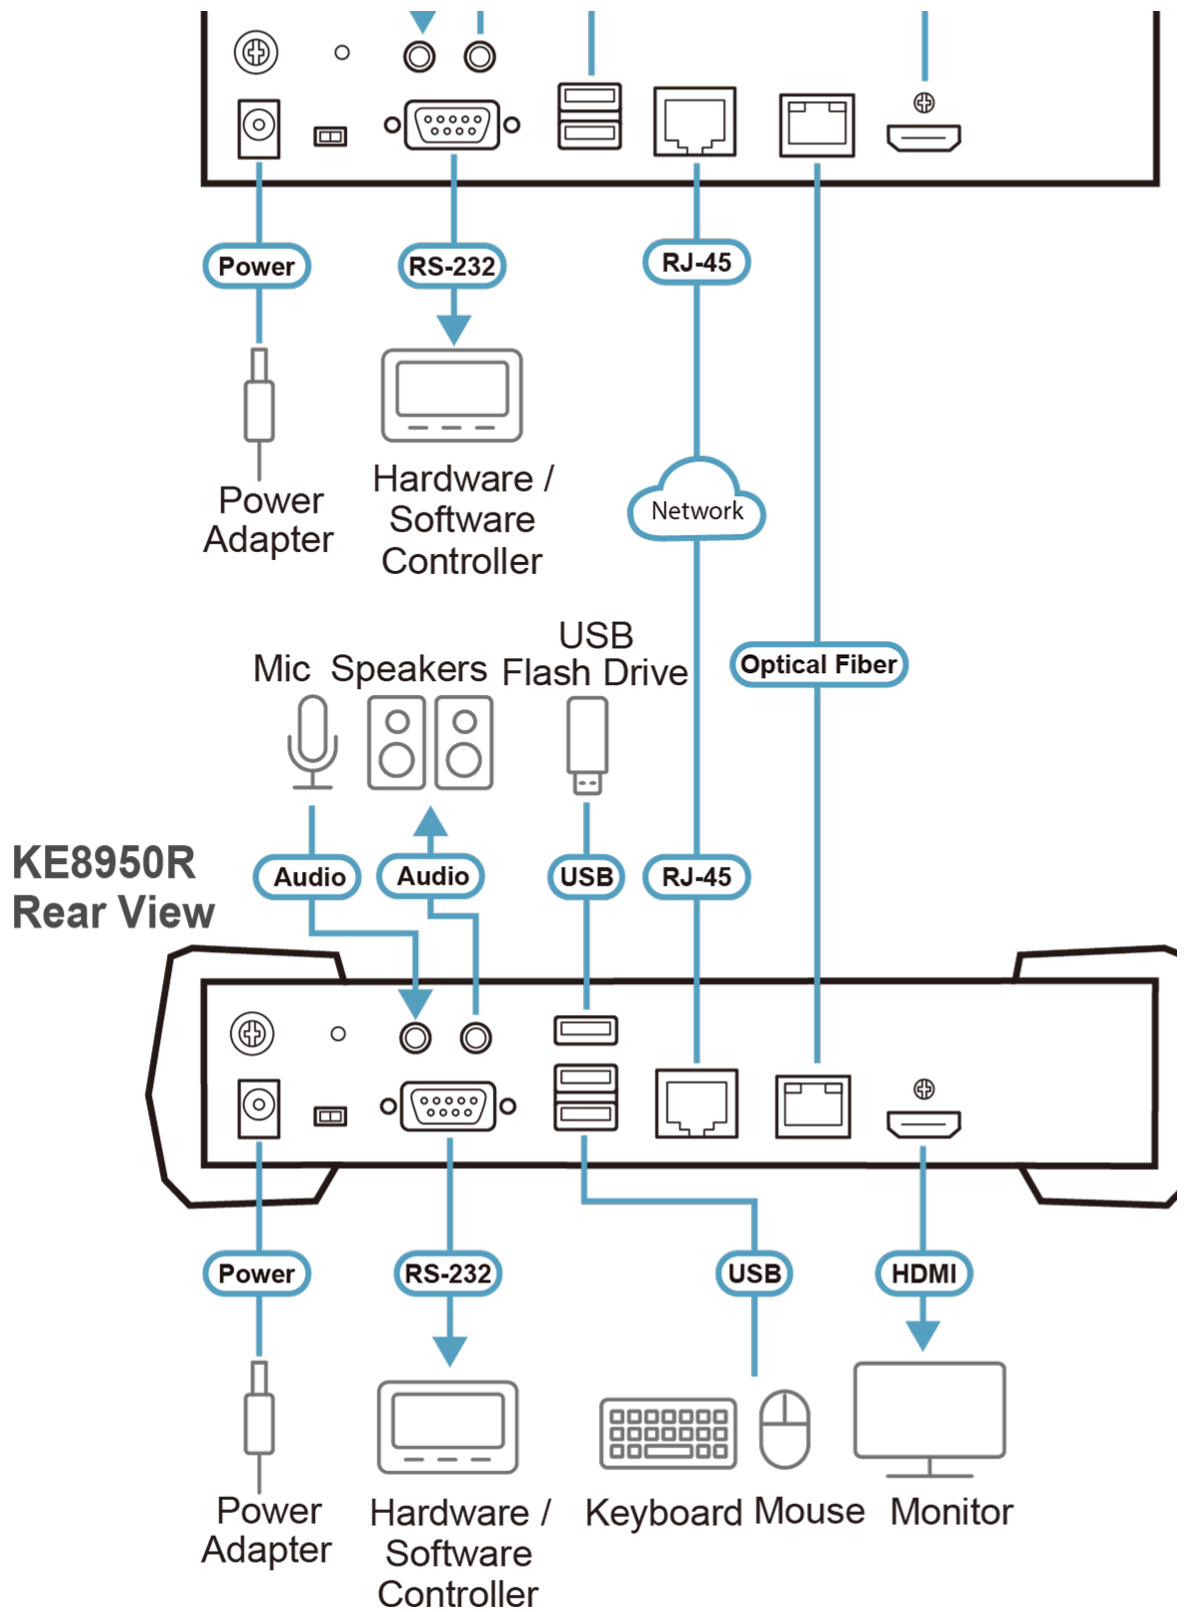 Power
RS-232
RJ-45
Power
Adapter
Hardware /
Software
Controller
Network
Optical Fiber
Mic
Speakers
USB
Flash Drive
KE8950R
Rear View
Audio
Audio
USB
RJ-45
Power
RS-232
USB
HDMI
Power
Adapter
Hardware /
Software
Controller
Keyboard
Mouse
Monitor